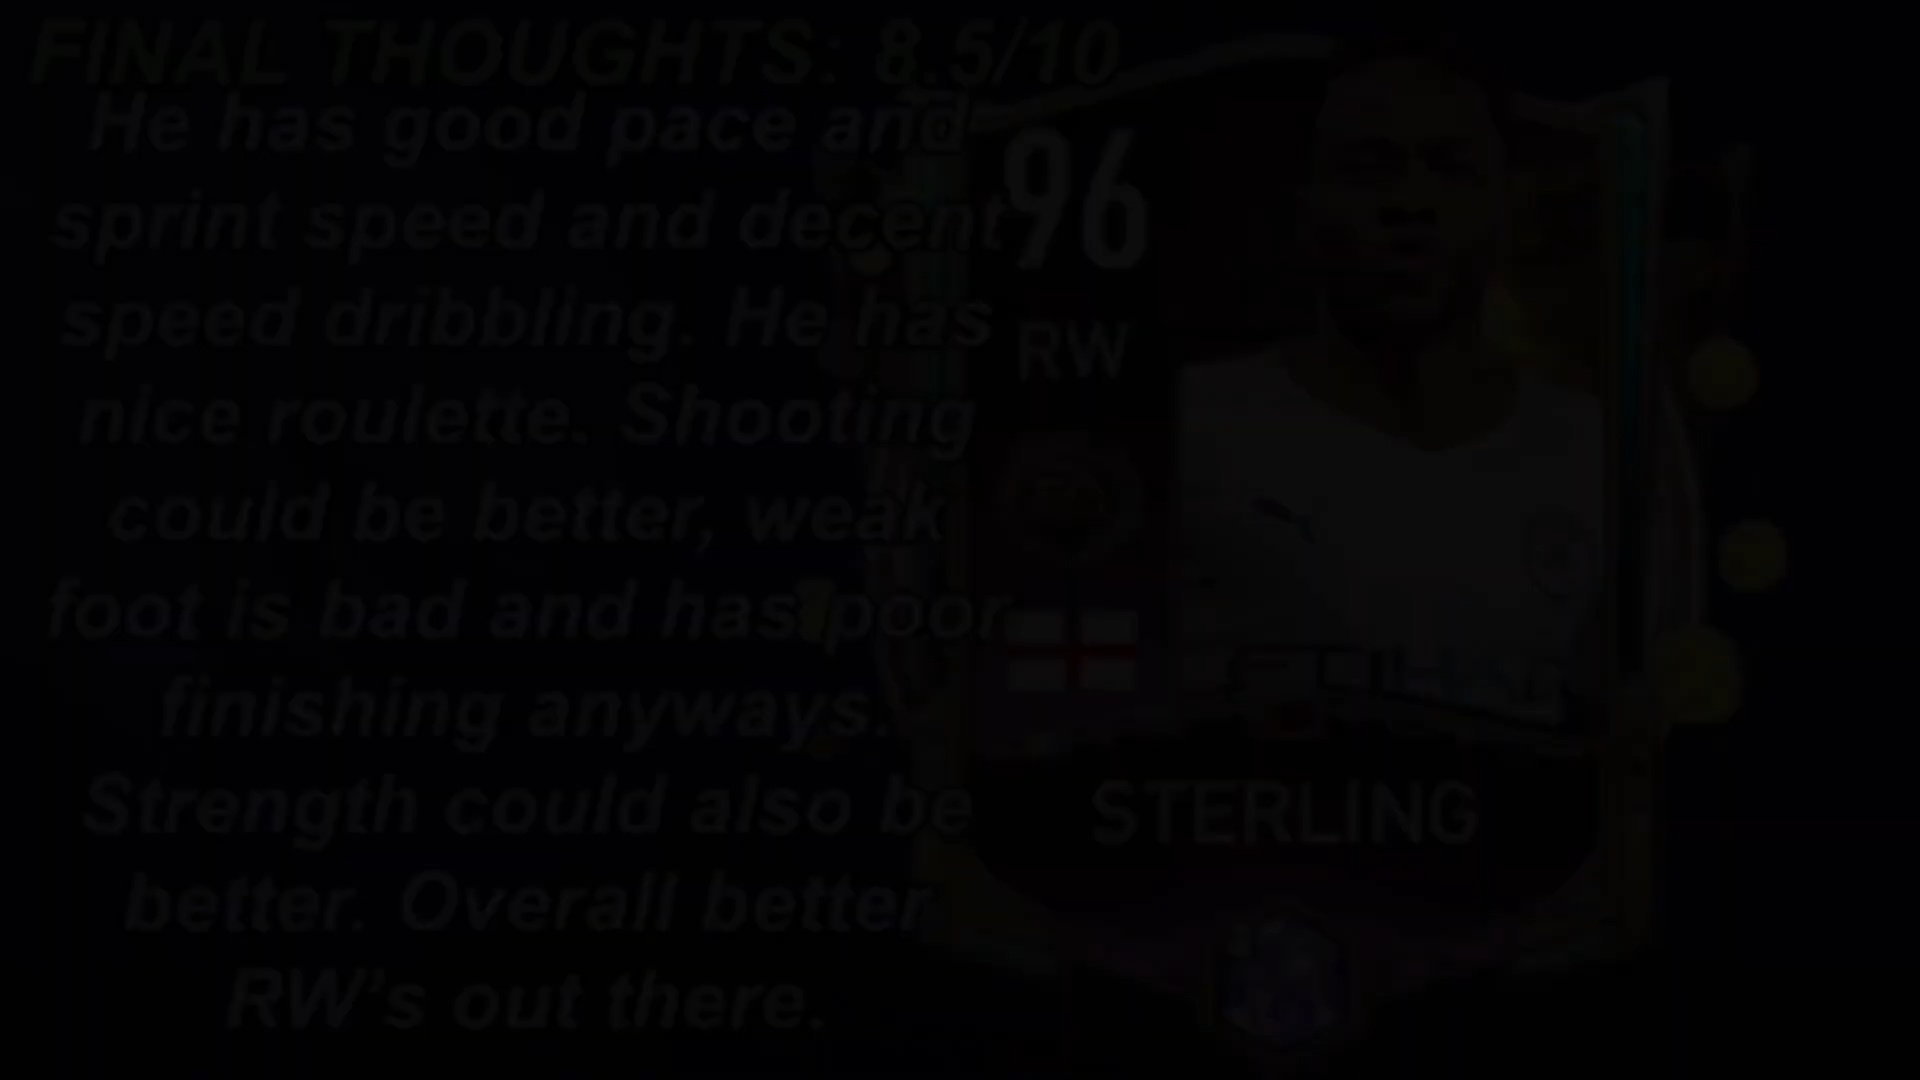 FINAL THOUGHTS: 8.5/10
He has good pace and
sprint speed and decent
speed dribbling. He has
nice roulette. Shooting
could be better, weak
foot is bad and has poor
finishing anyways.
Strength could also be
better. Overall better
RW's out there.
96
RW
STERLING